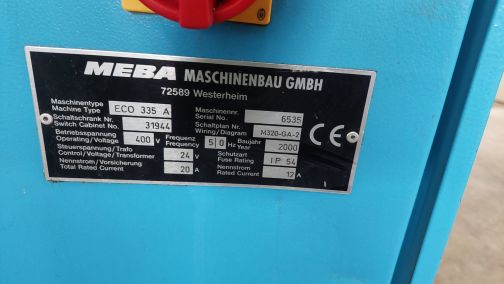 MEBA MASCHINENBAU GMBH
72589 Westerheim
Maschinentype
Machine Type ECO 335 A
Maschinennr.
Serial No. 6535
Schaltschrank Nr.
Switch Cabinet No. 31944
Schaltplan Nr.
Wiring/Diagram M320-GA-2
Betriebsspannung
Operating/Voltage 400 V
Frequenz
Frequency 50 Hz
Baujahr
Year 2000
Steuerspannung/Trafo
Control/Voltage/Transformer 24 V
Schutzart
Fuse Rating IP 54
Nennstrom/Vorsicherung
Total Rated Current 20 A
Nennstrom
Rated Current 12 A
CE